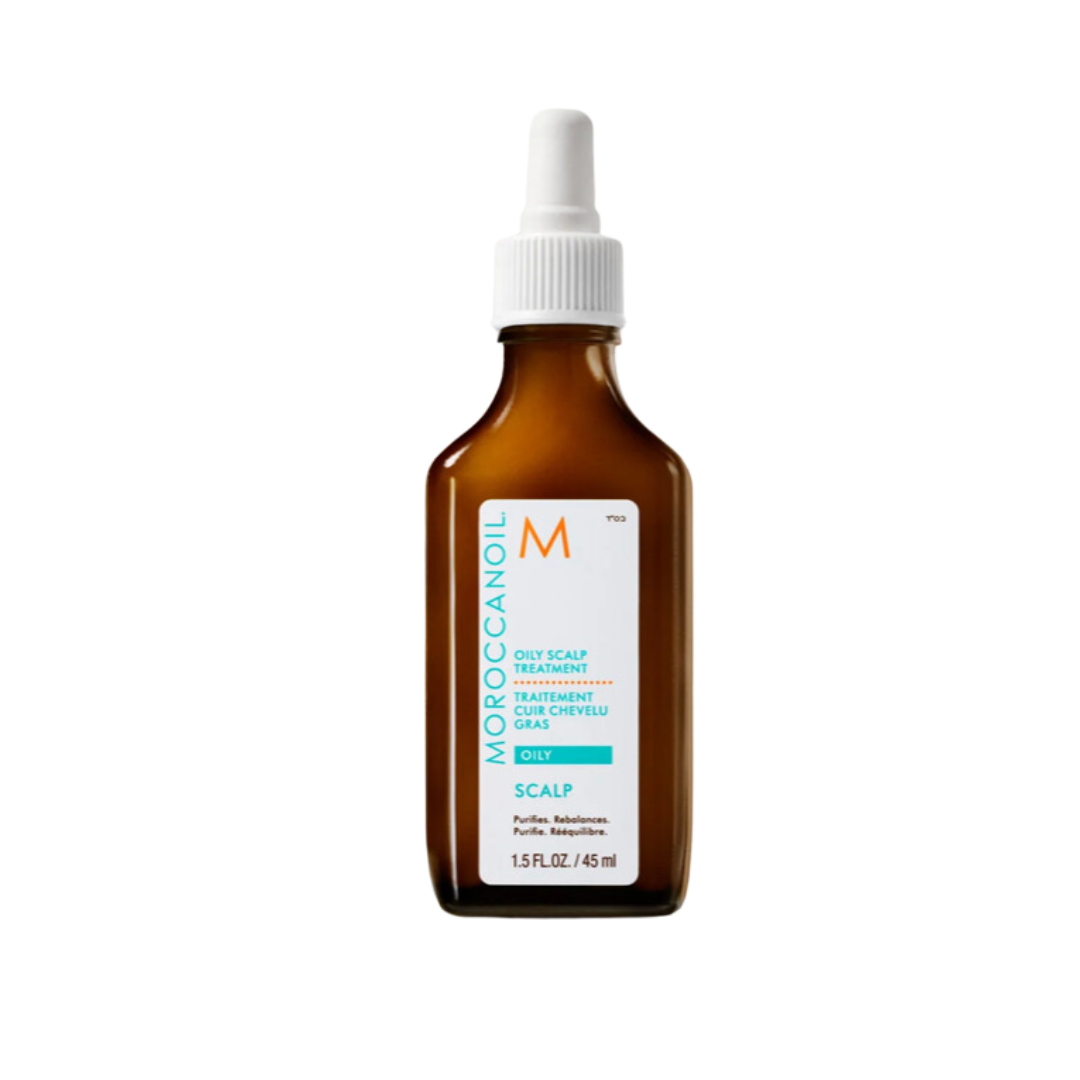 MOROCCANOIL.
M
OILY SCALP
TREATMENT
TRAITEMENT
CUIR CHEVELU
GRAS
OILY
SCALP
Purifies. Rebalances.
Purifie. Rééquilibre.
1.5 FL.OZ. / 45 ml